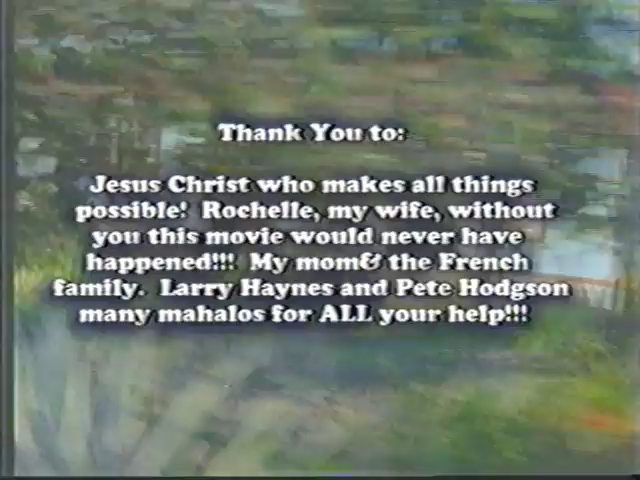 Thank You to:
Jesus Christ who makes all things
possible!  Rochelle, my wife, without
you this movie would never have
happened!!!  My mom& the French
family.  Larry Haynes and Pete Hodgson
many mahalos for ALL your help!!!